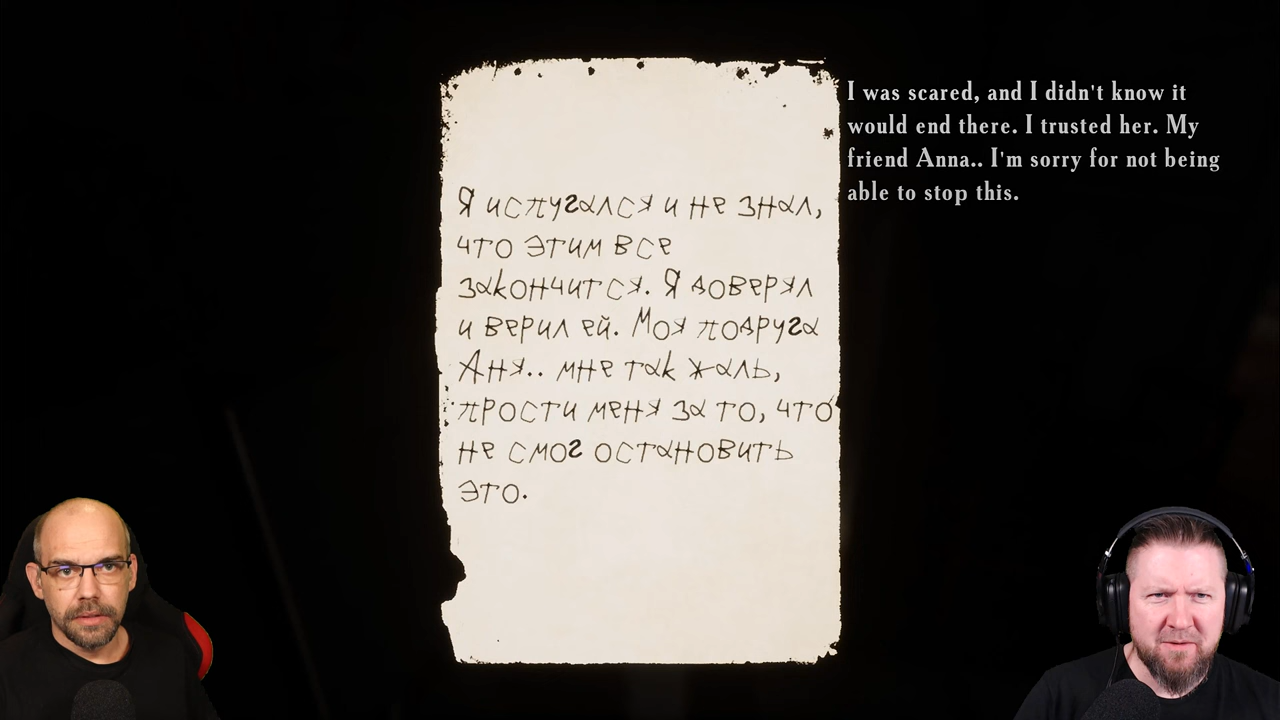 Я испугался и не знал,
что этим все
закончится. Я доверял
и верил ей. Моя подруга
Аня.. мне так жаль,
прости меня за то, что
не смог остановить
это.
I was scared, and I didn't know it
would end there. I trusted her. My
friend Anna.. I'm sorry for not being
able to stop this.